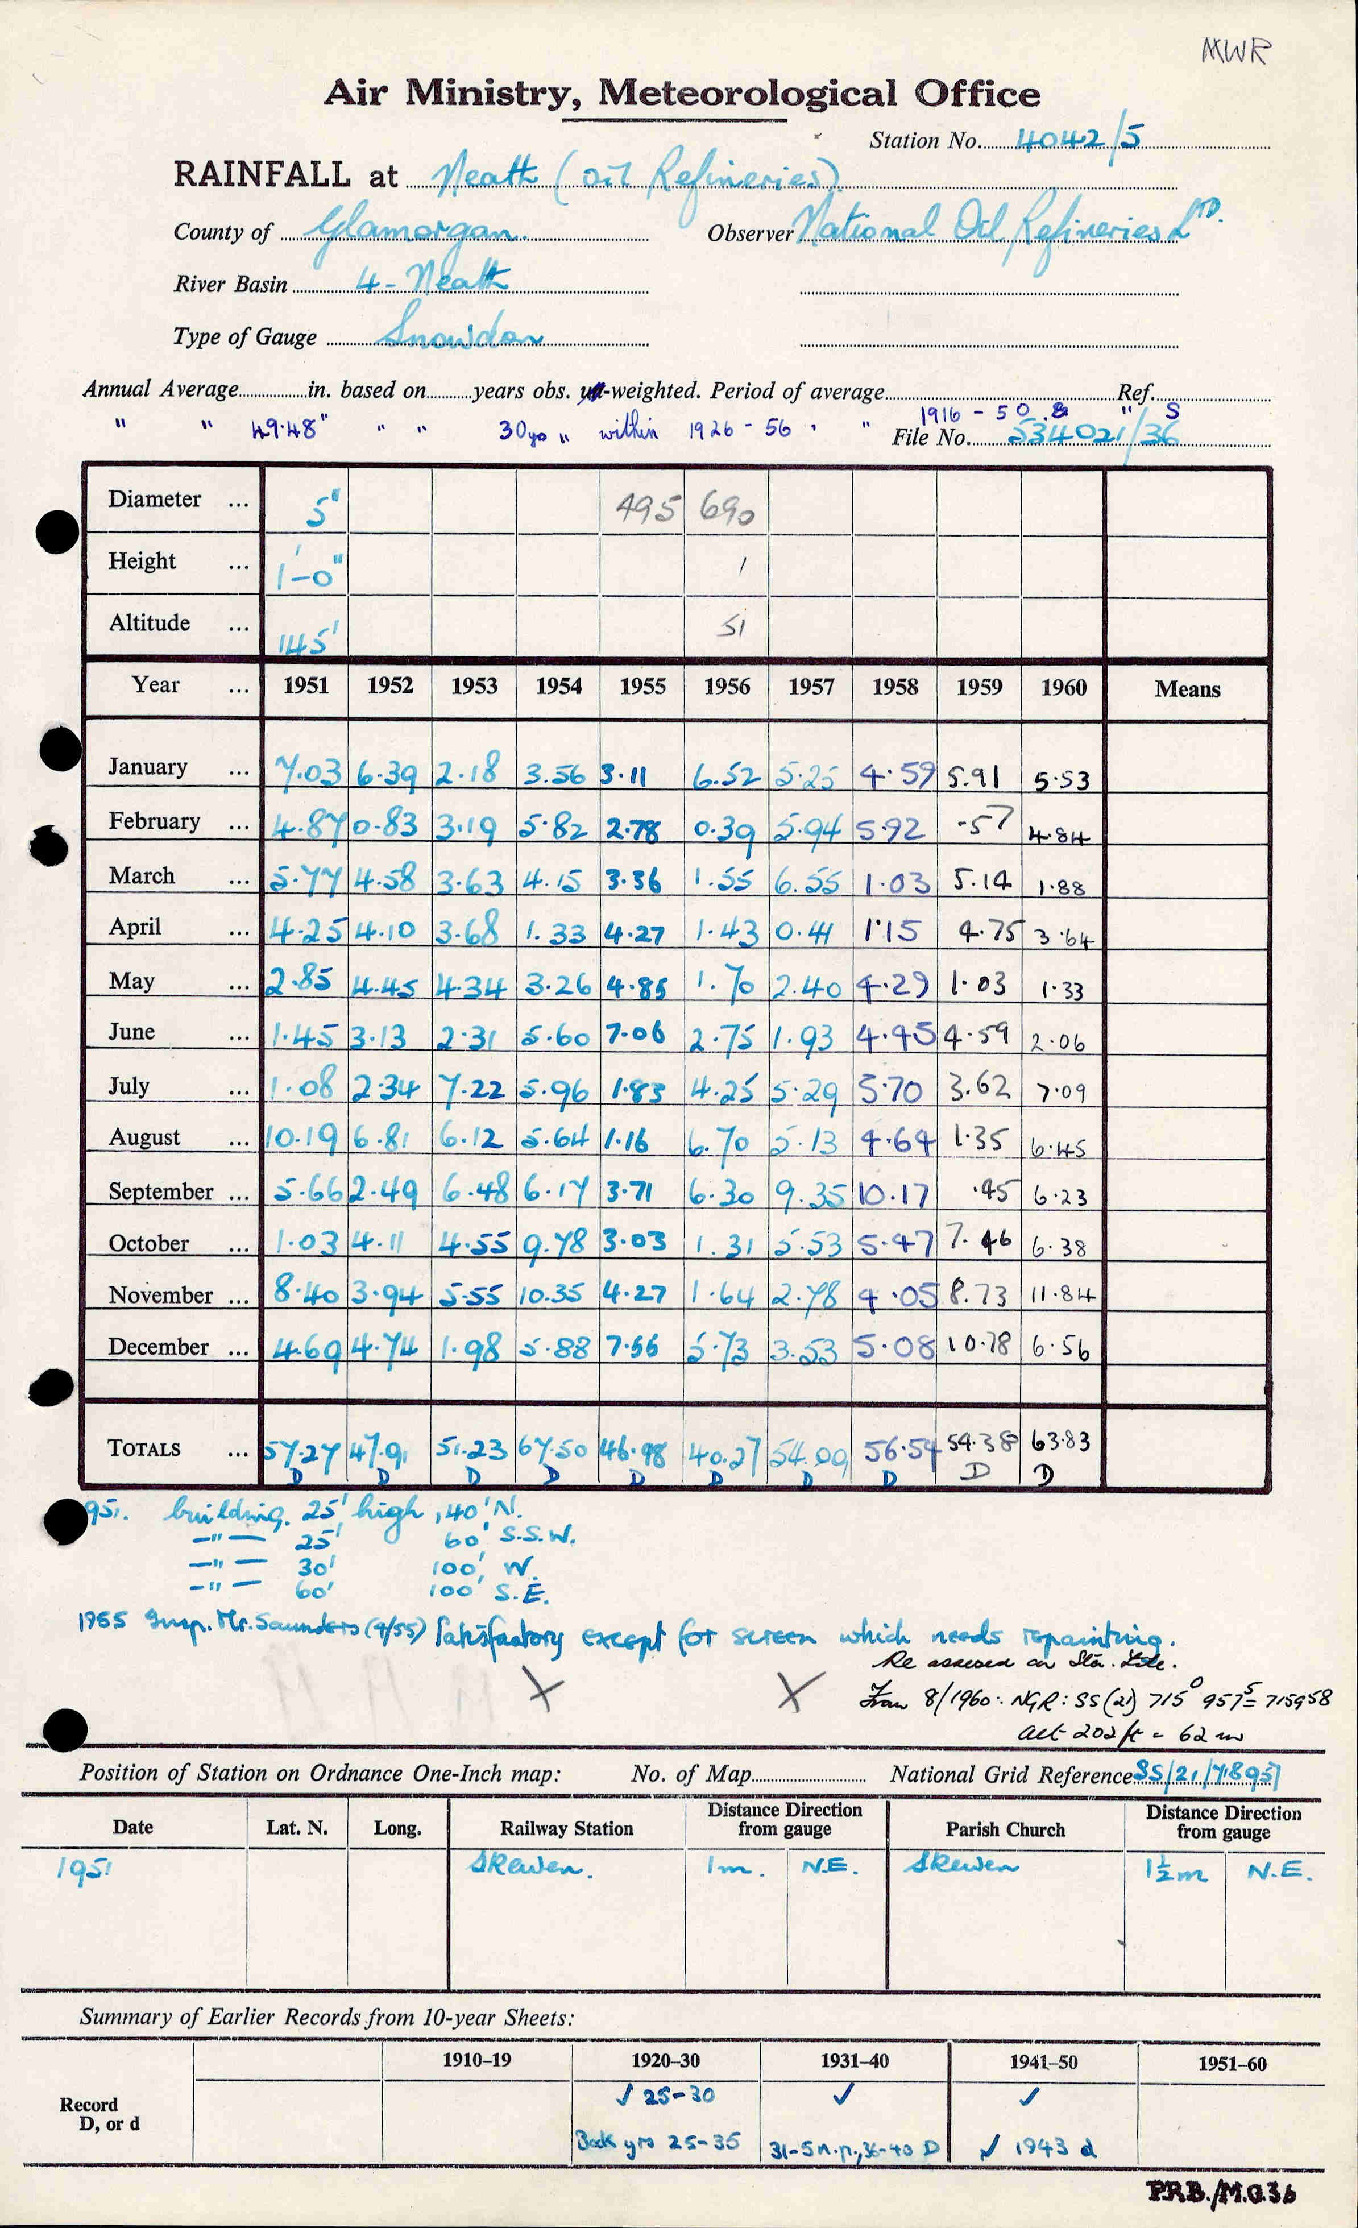 MWR
Air Ministry, Meteorological Office
Station No. 4042/5
RAINFALL at Neath (Oil Refineries)
County of Glamorgan Observer National Oil Refineries LTD.
River Basin 4 - Neath
Type of Gauge Snowdon
Annual Average in. based on years obs. -weighted. Period of average Ref.
" " 49.48" " " 30 yrs " within 1926 - 56 " " 1916 - 50 & " S
File No. 534021/36
Diameter ... 5" 495 690
Height ... 1'-0" 1
Altitude ... 145' 51
Year ... 1951 1952 1953 1954 1955 1956 1957 1958 1959 1960 Means
January ... 7.03 6.39 2.18 3.56 3.11 6.52 5.25 4.59 5.91 5.53
February ... 4.87 0.83 3.19 5.82 2.78 0.39 5.94 5.92 .57 4.84
March ... 5.77 4.58 3.63 4.15 3.36 1.55 6.55 1.03 5.14 1.88
April ... 4.25 4.10 3.68 1.33 4.27 1.43 0.41 1.15 4.75 3.64
May ... 2.85 4.45 4.34 3.26 4.85 1.70 2.40 4.29 1.03 1.33
June ... 1.45 3.13 2.31 5.60 7.06 2.75 1.93 4.95 4.59 2.06
July ... 1.08 2.34 7.22 5.96 1.83 4.25 5.29 5.70 3.62 7.09
August ... 10.19 6.81 6.12 5.64 1.16 6.70 5.13 4.64 1.35 6.45
September ... 5.66 2.49 6.48 6.17 3.71 6.30 9.35 10.17 .45 6.23
October ... 1.03 4.11 4.55 9.78 3.03 1.31 5.53 5.97 7.46 6.38
November ... 8.40 3.94 5.55 10.35 4.27 1.64 2.78 4.05 8.73 11.84
December ... 4.69 4.74 1.98 5.88 7.56 5.73 3.53 5.08 10.78 6.56
TOTALS ... 57.27 47.91 51.23 67.50 46.98 40.27 54.09 56.54 54.38 63.83
D D D D D D D D D D
951. building. 25' high, 40' N.
–"– 25' 60' S.S.W.
–"– 30' 100', W.
–"– 60' 100' S.E.
1955 Insp. Mr. Saunders (9/55) Satisfactory except for screen which needs repainting.
Re assessed on Stn. Lite.
From 8/1960: NGR: SS (21) 715⁰ 957⁵ = 715958
alt 202 ft = 62 m
Position of Station on Ordnance One-Inch map: No. of Map National Grid Reference SS/21/718957
Date Lat. N. Long. Railway Station Distance Direction from gauge Parish Church Distance Direction from gauge
1951 Skewen. 1m. N.E. Skewen 1½m N.E.
Summary of Earlier Records from 10-year Sheets:
1910–19 1920–30 1931–40 1941–50 1951–60
Record ✓ 25-30 ✓ ✓
D, or d Back yrs 25-35 31-5 n.p., 36-40 D ✓ 1943 d
P.R.B./M.O.36